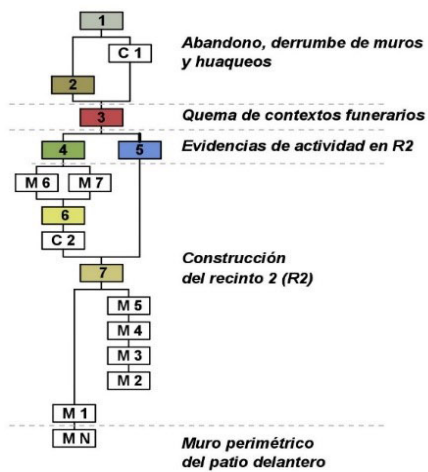 1
C 1
Abandono, derrumbe de muros
y huaqueos
2
3
Quema de contextos funerarios
4
5
Evidencias de actividad en R2
M 6
M 7
6
C 2
7
Construcción
del recinto 2 (R2)
M 5
M 4
M 3
M 2
M 1
M N
Muro perimétrico
del patio delantero